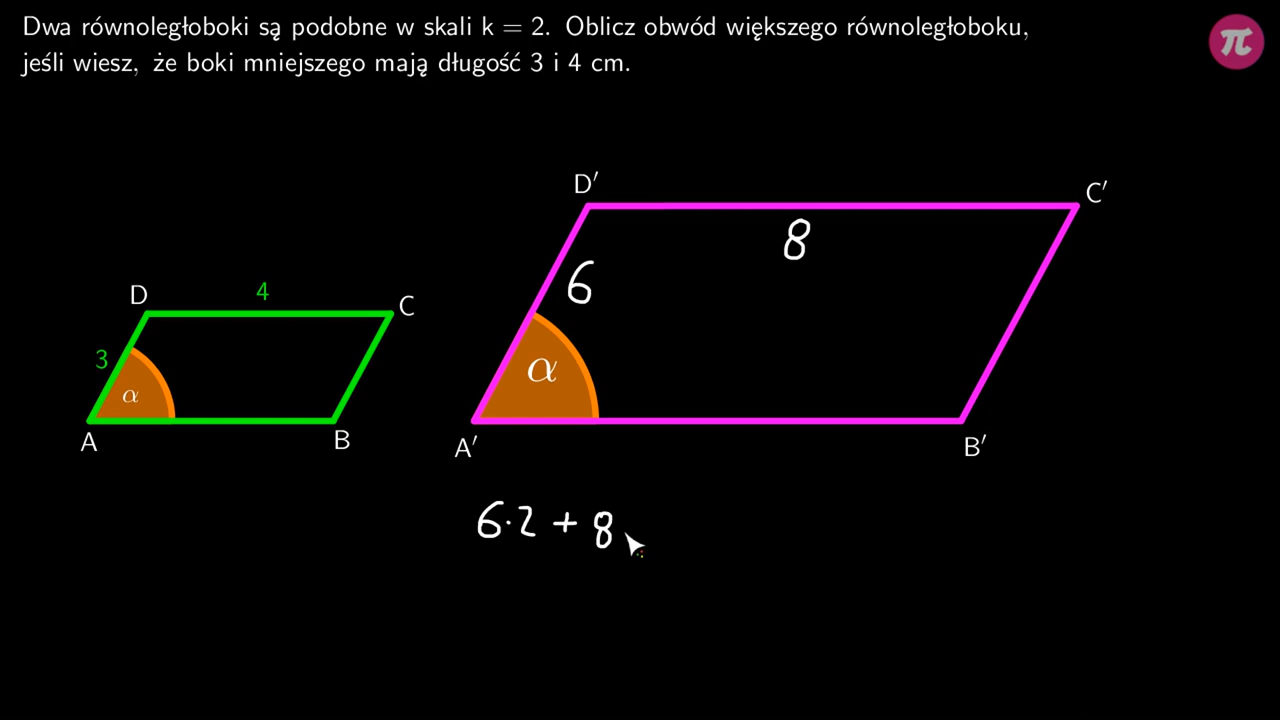 Dwa równoległoboki są podobne w skali k = 2. Oblicz obwód większego równoległoboku,
jeśli wiesz, że boki mniejszego mają długość 3 i 4 cm.
π
D′
C′
8
6
D
4
C
3
α
α
A
B
A′
B′
6·2 + 8